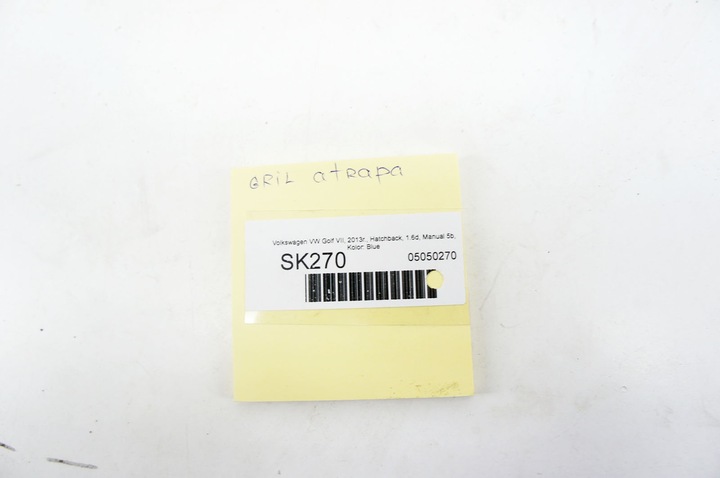 GRiL atRapa
Volkswagen VW Golf VII, 2013r., Hatchback, 1.6d, Manual 5b,
Kolor: Blue
SK270 05050270